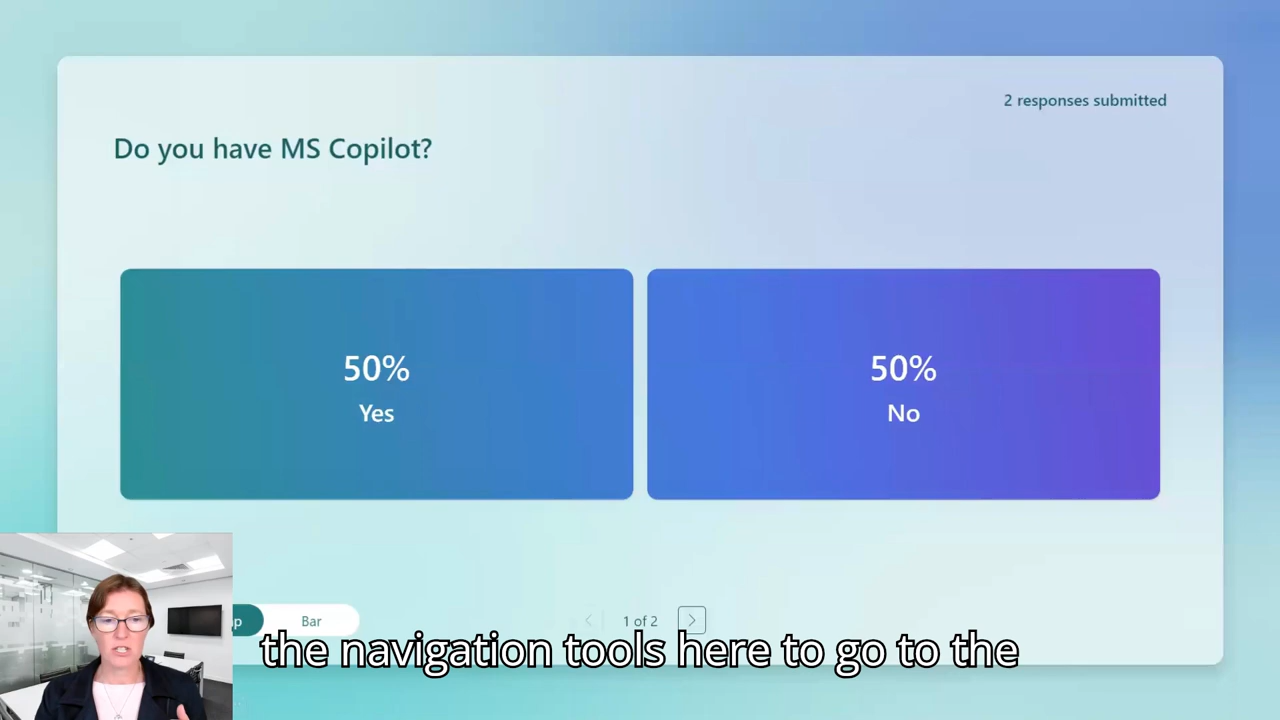 2 responses submitted
Do you have MS Copilot?
50%
Yes
50%
No
Bar
1 of 2
the navigation tools here to go to the